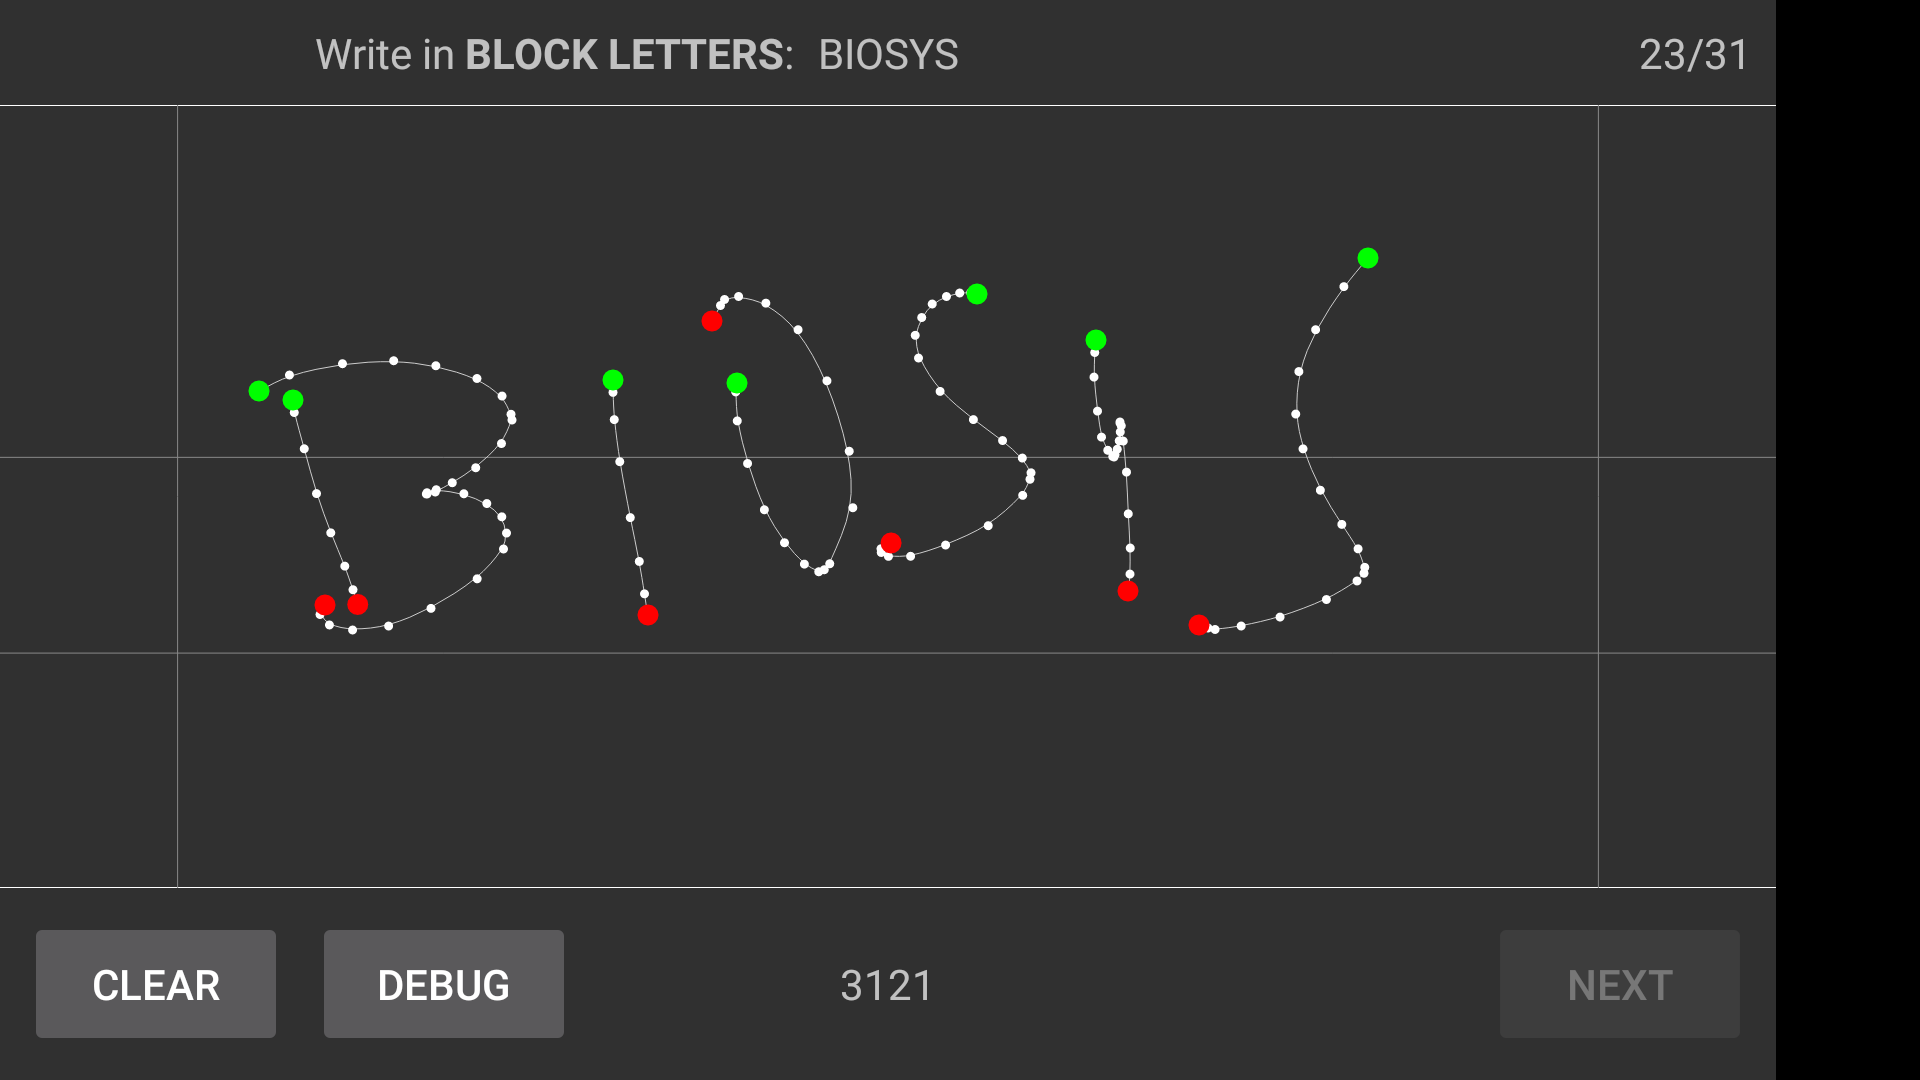 Write in BLOCK LETTERS: BIOSYS 23/31
BIOSYS
CLEAR DEBUG 3121 NEXT